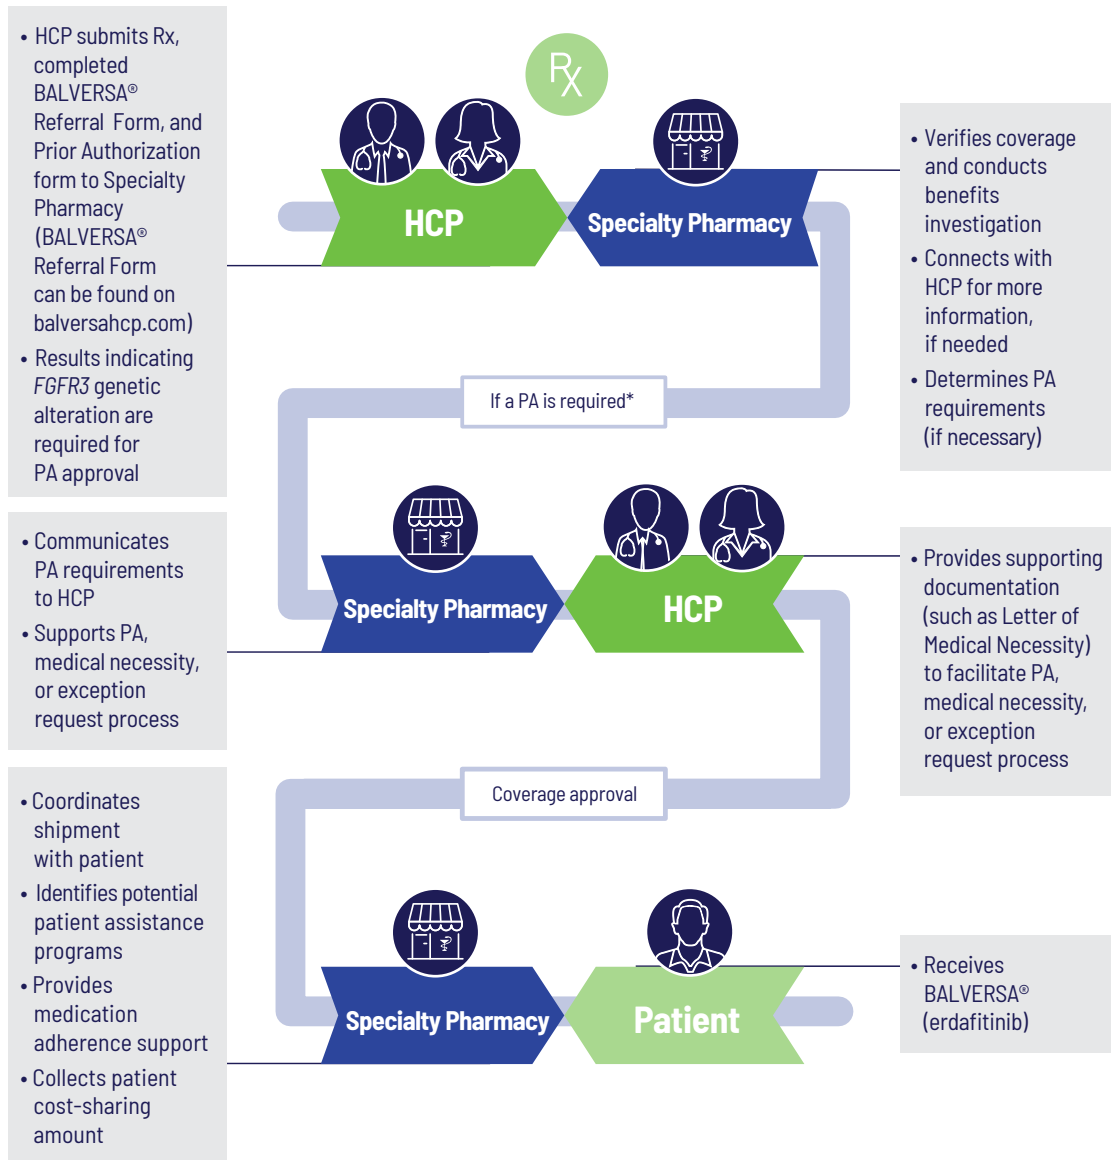 • HCP submits Rx,
completed
BALVERSA®
Referral Form, and
Prior Authorization
form to Specialty
Pharmacy
(BALVERSA®
Referral Form
can be found on
balversahcp.com)
• Results indicating
FGFR3 genetic
alteration are
required for
PA approval
Rx
HCP
Specialty Pharmacy
• Verifies coverage
and conducts
benefits
investigation
• Connects with
HCP for more
information,
if needed
• Determines PA
requirements
(if necessary)
If a PA is required*
• Communicates
PA requirements
to HCP
• Supports PA,
medical necessity,
or exception
request process
Specialty Pharmacy
HCP
• Provides supporting
documentation
(such as Letter of
Medical Necessity)
to facilitate PA,
medical necessity,
or exception
request process
Coverage approval
• Coordinates
shipment
with patient
• Identifies potential
patient assistance
programs
• Provides
medication
adherence support
• Collects patient
cost-sharing
amount
Specialty Pharmacy
Patient
• Receives
BALVERSA®
(erdafitinib)